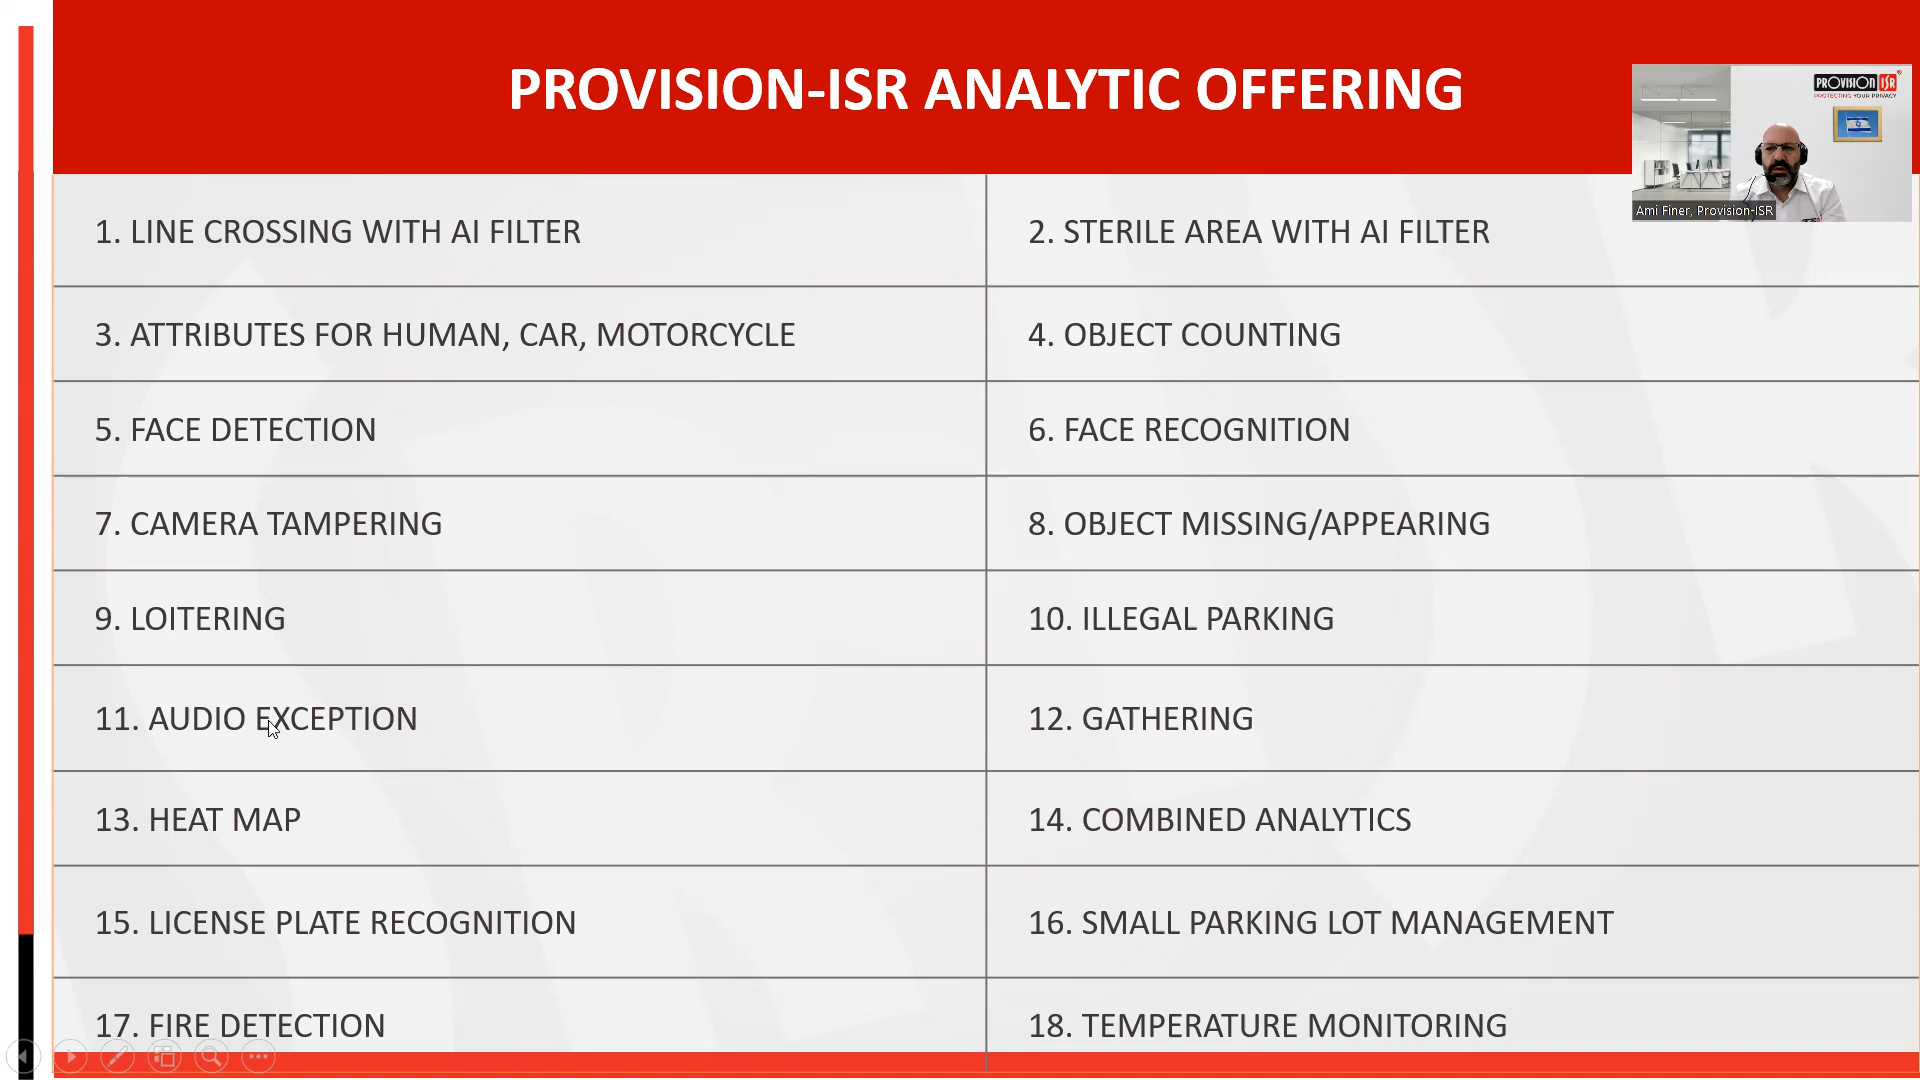 PROVISION-ISR ANALYTIC OFFERING
PROVISION ISR
PROTECTING YOUR PRIVACY
Ami Finer, Provision-ISR
1. LINE CROSSING WITH AI FILTER
2. STERILE AREA WITH AI FILTER
3. ATTRIBUTES FOR HUMAN, CAR, MOTORCYCLE
4. OBJECT COUNTING
5. FACE DETECTION
6. FACE RECOGNITION
7. CAMERA TAMPERING
8. OBJECT MISSING/APPEARING
9. LOITERING
10. ILLEGAL PARKING
11. AUDIO EXCEPTION
12. GATHERING
13. HEAT MAP
14. COMBINED ANALYTICS
15. LICENSE PLATE RECOGNITION
16. SMALL PARKING LOT MANAGEMENT
17. FIRE DETECTION
18. TEMPERATURE MONITORING